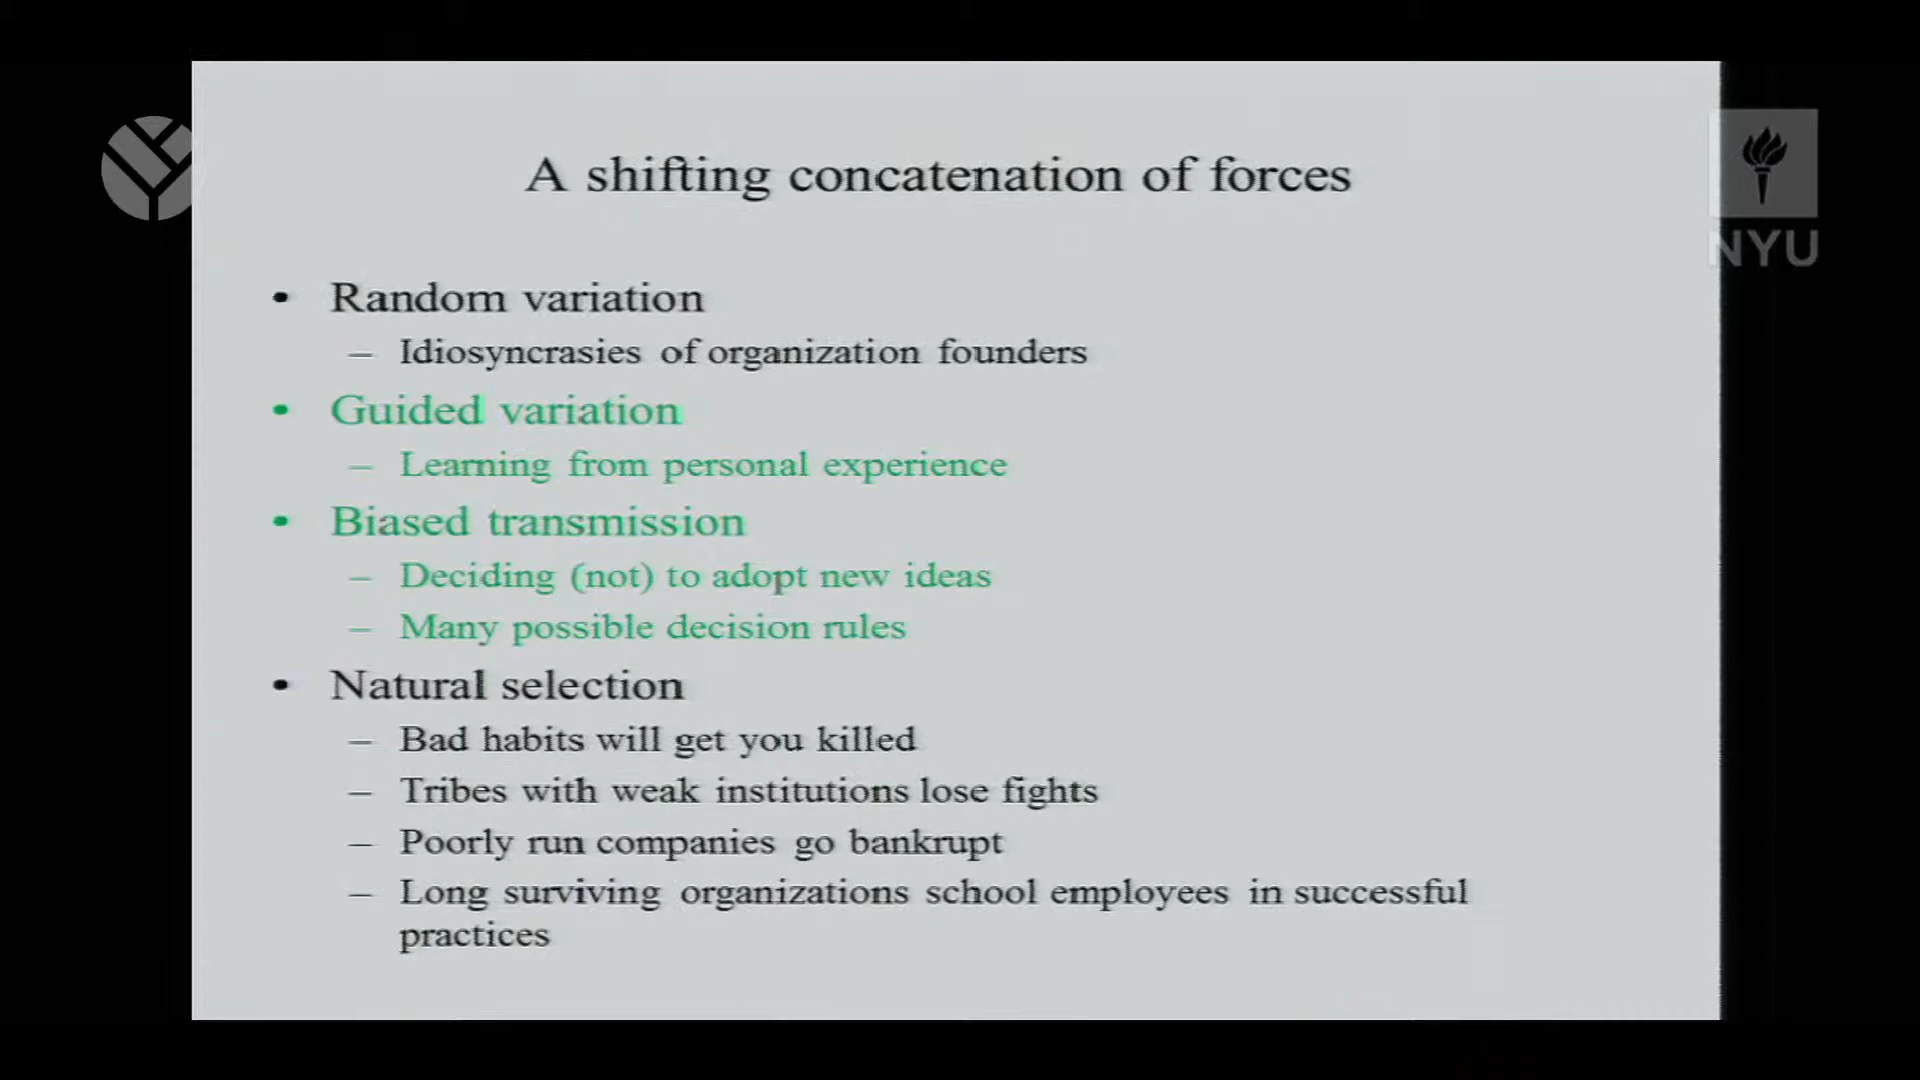 A shifting concatenation of forces
NYU
• Random variation
– Idiosyncrasies of organization founders
• Guided variation
– Learning from personal experience
• Biased transmission
– Deciding (not) to adopt new ideas
– Many possible decision rules
• Natural selection
– Bad habits will get you killed
– Tribes with weak institutions lose fights
– Poorly run companies go bankrupt
– Long surviving organizations school employees in successful
practices